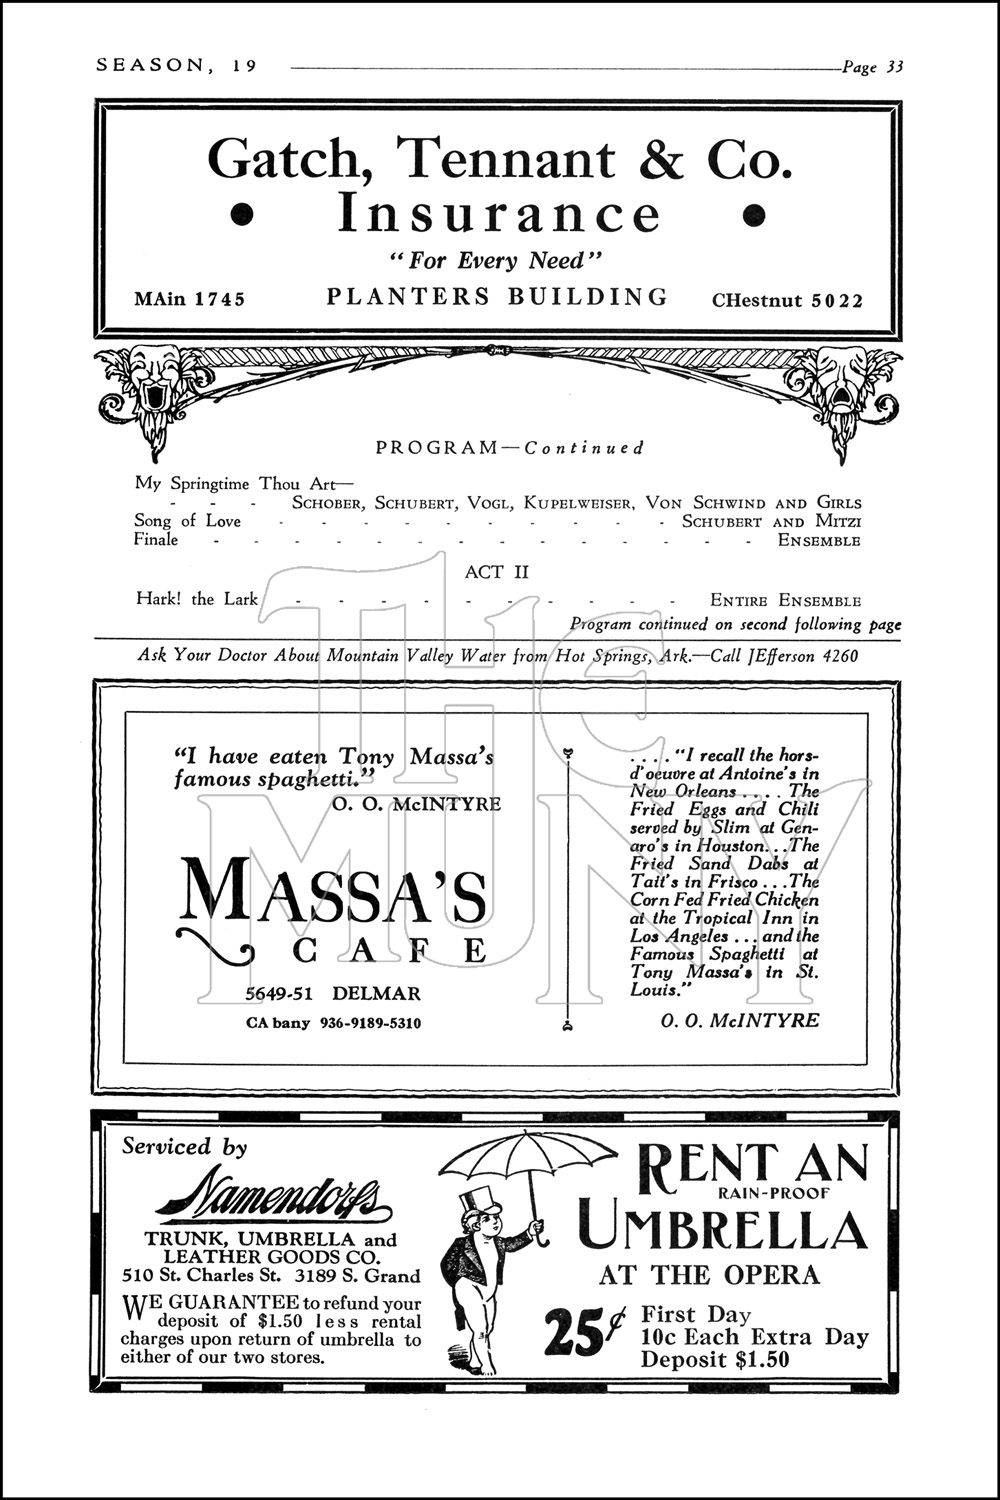 SEASON, 19
Page 33
Gatch, Tennant & Co.
• Insurance •
"For Every Need"
MAin 1745 PLANTERS BUILDING CHestnut 5022
PROGRAM—Continued
My Springtime Thou Art—
- - - SCHOBER, SCHUBERT, VOGL, KUPELWEISER, VON SCHWIND AND GIRLS
Song of Love - - - - - - - - - - - SCHUBERT AND MITZI
Finale - - - - - - - - - - - - - - - ENSEMBLE
ACT II
Hark! the Lark - - - - - - - - - - ENTIRE ENSEMBLE
Program continued on second following page
Ask Your Doctor About Mountain Valley Water from Hot Springs, Ark.—Call JEfferson 4260
"I have eaten Tony Massa's
famous spaghetti."
O. O. McINTYRE
MASSA'S
CAFE
5649-51 DELMAR
CA bany 936-9189-5310
. . . . "I recall the hors-
d'oeuvre at Antoine's in
New Orleans . . . . The
Fried Eggs and Chili
served by Slim at Gen-
aro's in Houston. . .The
Fried Sand Dabs at
Tait's in Frisco . . .The
Corn Fed Fried Chicken
at the Tropical Inn in
Los Angeles . . . and the
Famous Spaghetti at
Tony Massa's in St.
Louis."
O. O. McINTYRE
THE
MUNY
Serviced by
Namendorfs
TRUNK, UMBRELLA and
LEATHER GOODS CO.
510 St. Charles St. 3189 S. Grand
WE GUARANTEE to refund your
deposit of $1.50 less rental
charges upon return of umbrella to
either of our two stores.
RENT AN
RAIN-PROOF
UMBRELLA
AT THE OPERA
25¢ First Day
10c Each Extra Day
Deposit $1.50